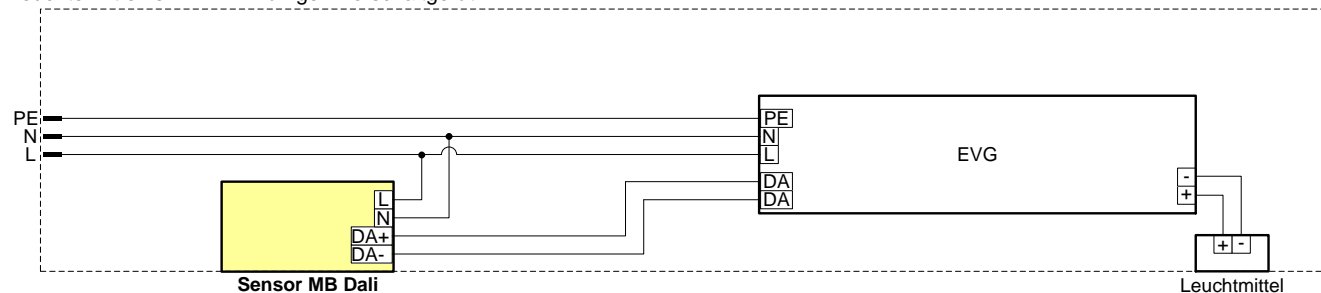 PE
N
L
PE
N
L
DA
DA
EVG
-
+
L
N
DA+
DA-
+ -
Sensor MB Dali
Leuchtmittel